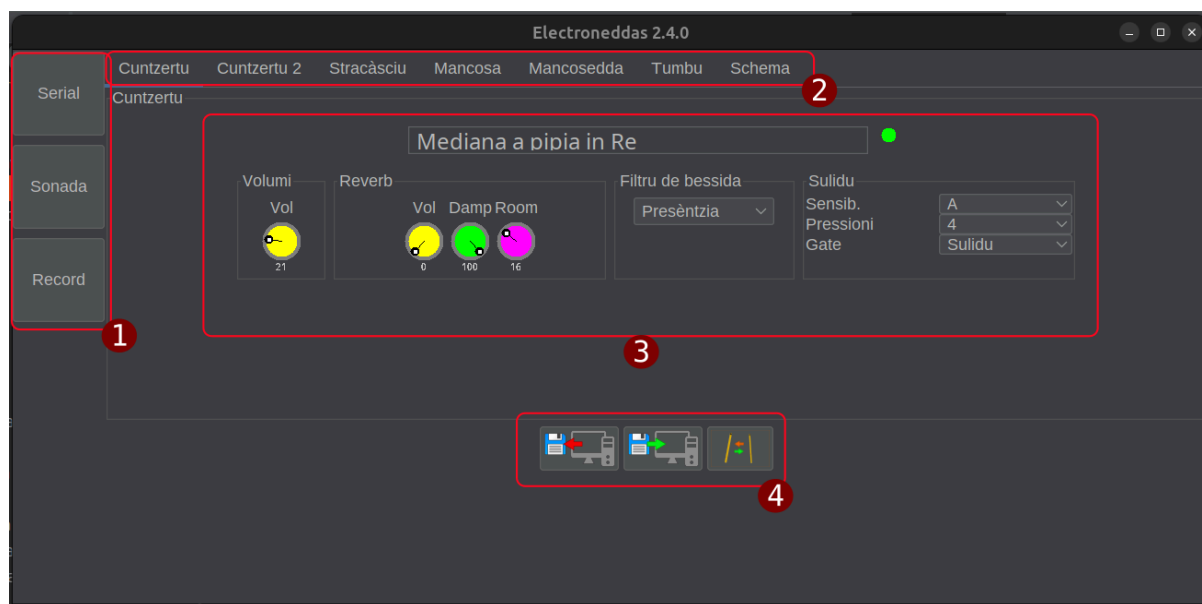 Electroneddas 2.4.0
Cuntzertu Cuntzertu 2 Stracàsciu Mancosa Mancosedda Tumbu Schema
2
Serial
Cuntzertu
Mediana a pipia in Re
Sonada
Volumi Reverb Filtru de bessida Sulidu
Vol Vol Damp Room Presèntzia Sensib. A
Pressioni 4
Gate Sulidu
21 0 100 16
Record
1
3
4